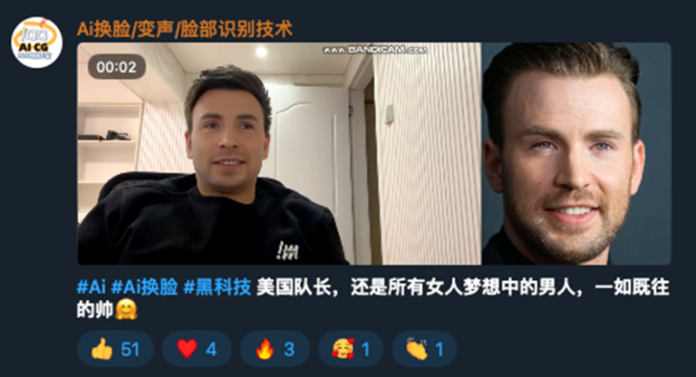 Ai换脸/变声/脸部识别技术
AI CG
00:02
www.BANDICAM.com
#Ai #Ai换脸 #黑科技 美国队长，还是所有女人梦想中的男人，一如既往
的帅🤗
👍 51
❤️ 4
🔥 3
🥰 1
👏 1